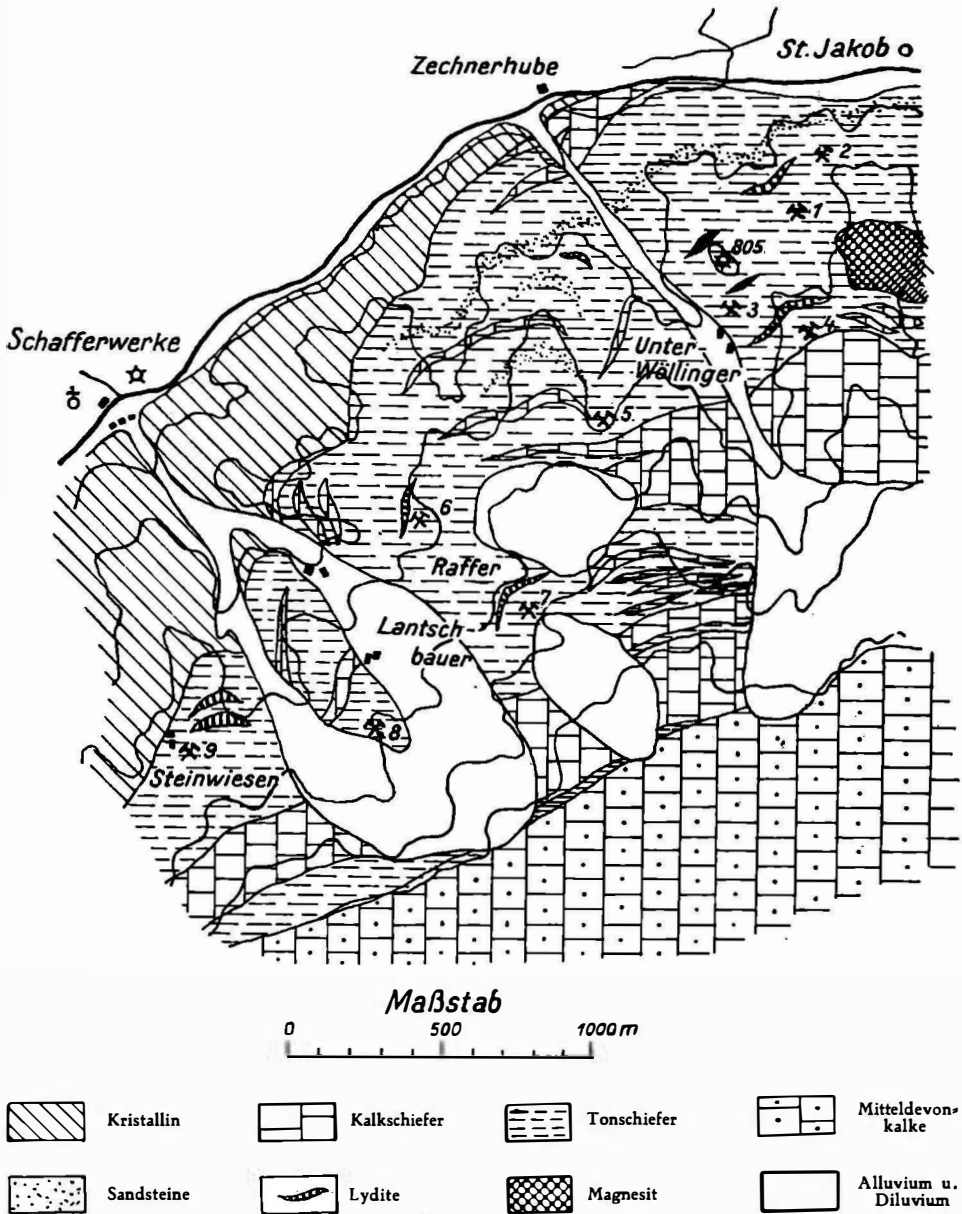 St. Jakob
Zechnerhube
2
1
805
3
4
Schafferwerke
Unter
Wöllinger
5
6
Raffer
7
Lantsch-
bauer
8
9
Steinwiesen
Maßstab
0 500 1000 m
Kristallin
Kalkschiefer
Tonschiefer
Mitteldevon-
kalke
Sandsteine
Lydite
Magnesit
Alluvium u.
Diluvium